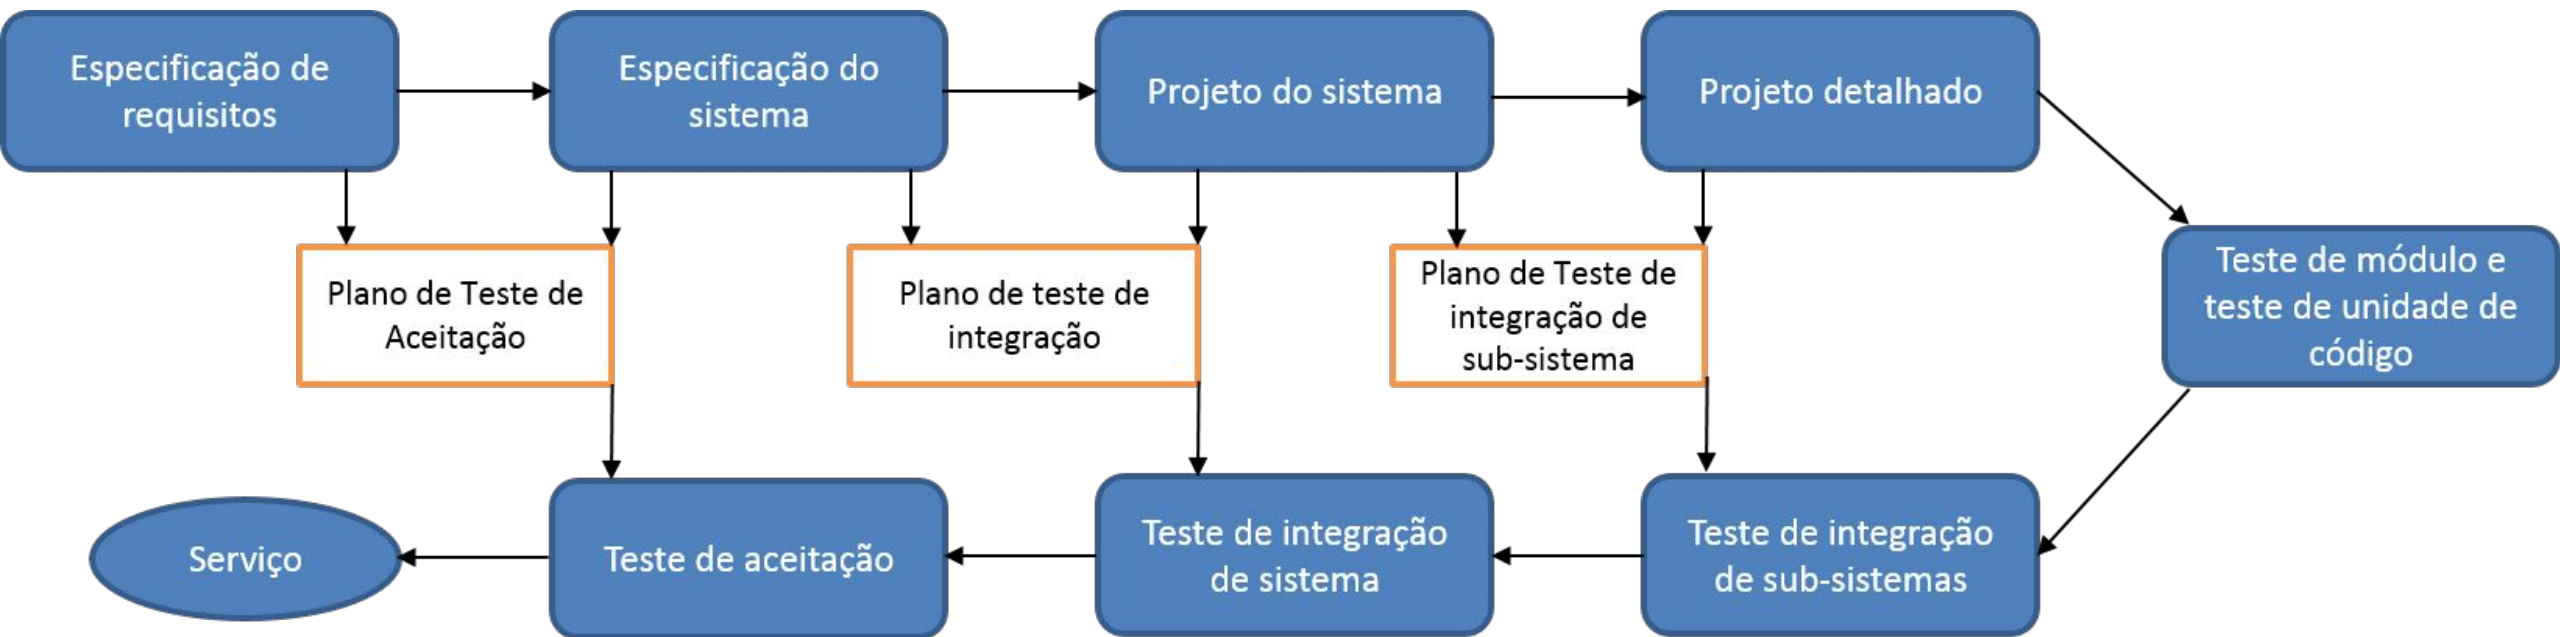 Especificação de
requisitos
Especificação do
sistema
Projeto do sistema
Projeto detalhado
Plano de Teste de
Aceitação
Plano de teste de
integração
Plano de Teste de
integração de
sub-sistema
Teste de módulo e
teste de unidade de
código
Serviço
Teste de aceitação
Teste de integração
de sistema
Teste de integração
de sub-sistemas